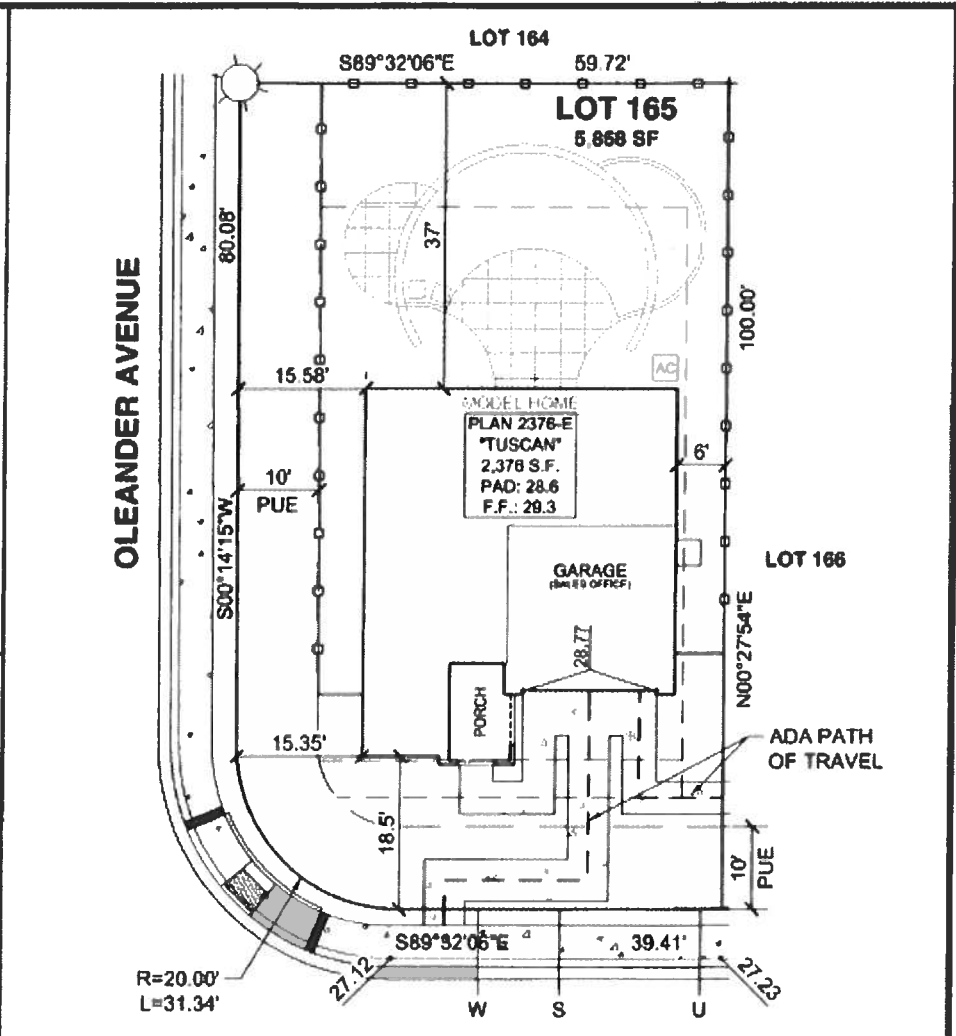 LOT 164
S89°32'06"E 59.72'
LOT 165
5,868 SF
80.08'
37'
100.00'
OLEANDER AVENUE
15.58'
AC
MODEL HOME
PLAN 2376-E
"TUSCAN"
2,376 S.F.
PAD: 28.6
F.F.: 29.3
6'
10'
PUE
S00°14'15"W
LOT 166
GARAGE
(SALES OFFICE)
N00°27'54"E
28.77
PORCH
15.35'
ADA PATH
OF TRAVEL
18.5'
10'
PUE
S89°32'06"E 39.41'
R=20.00'
L=31.34'
27.12
27.23
W S U